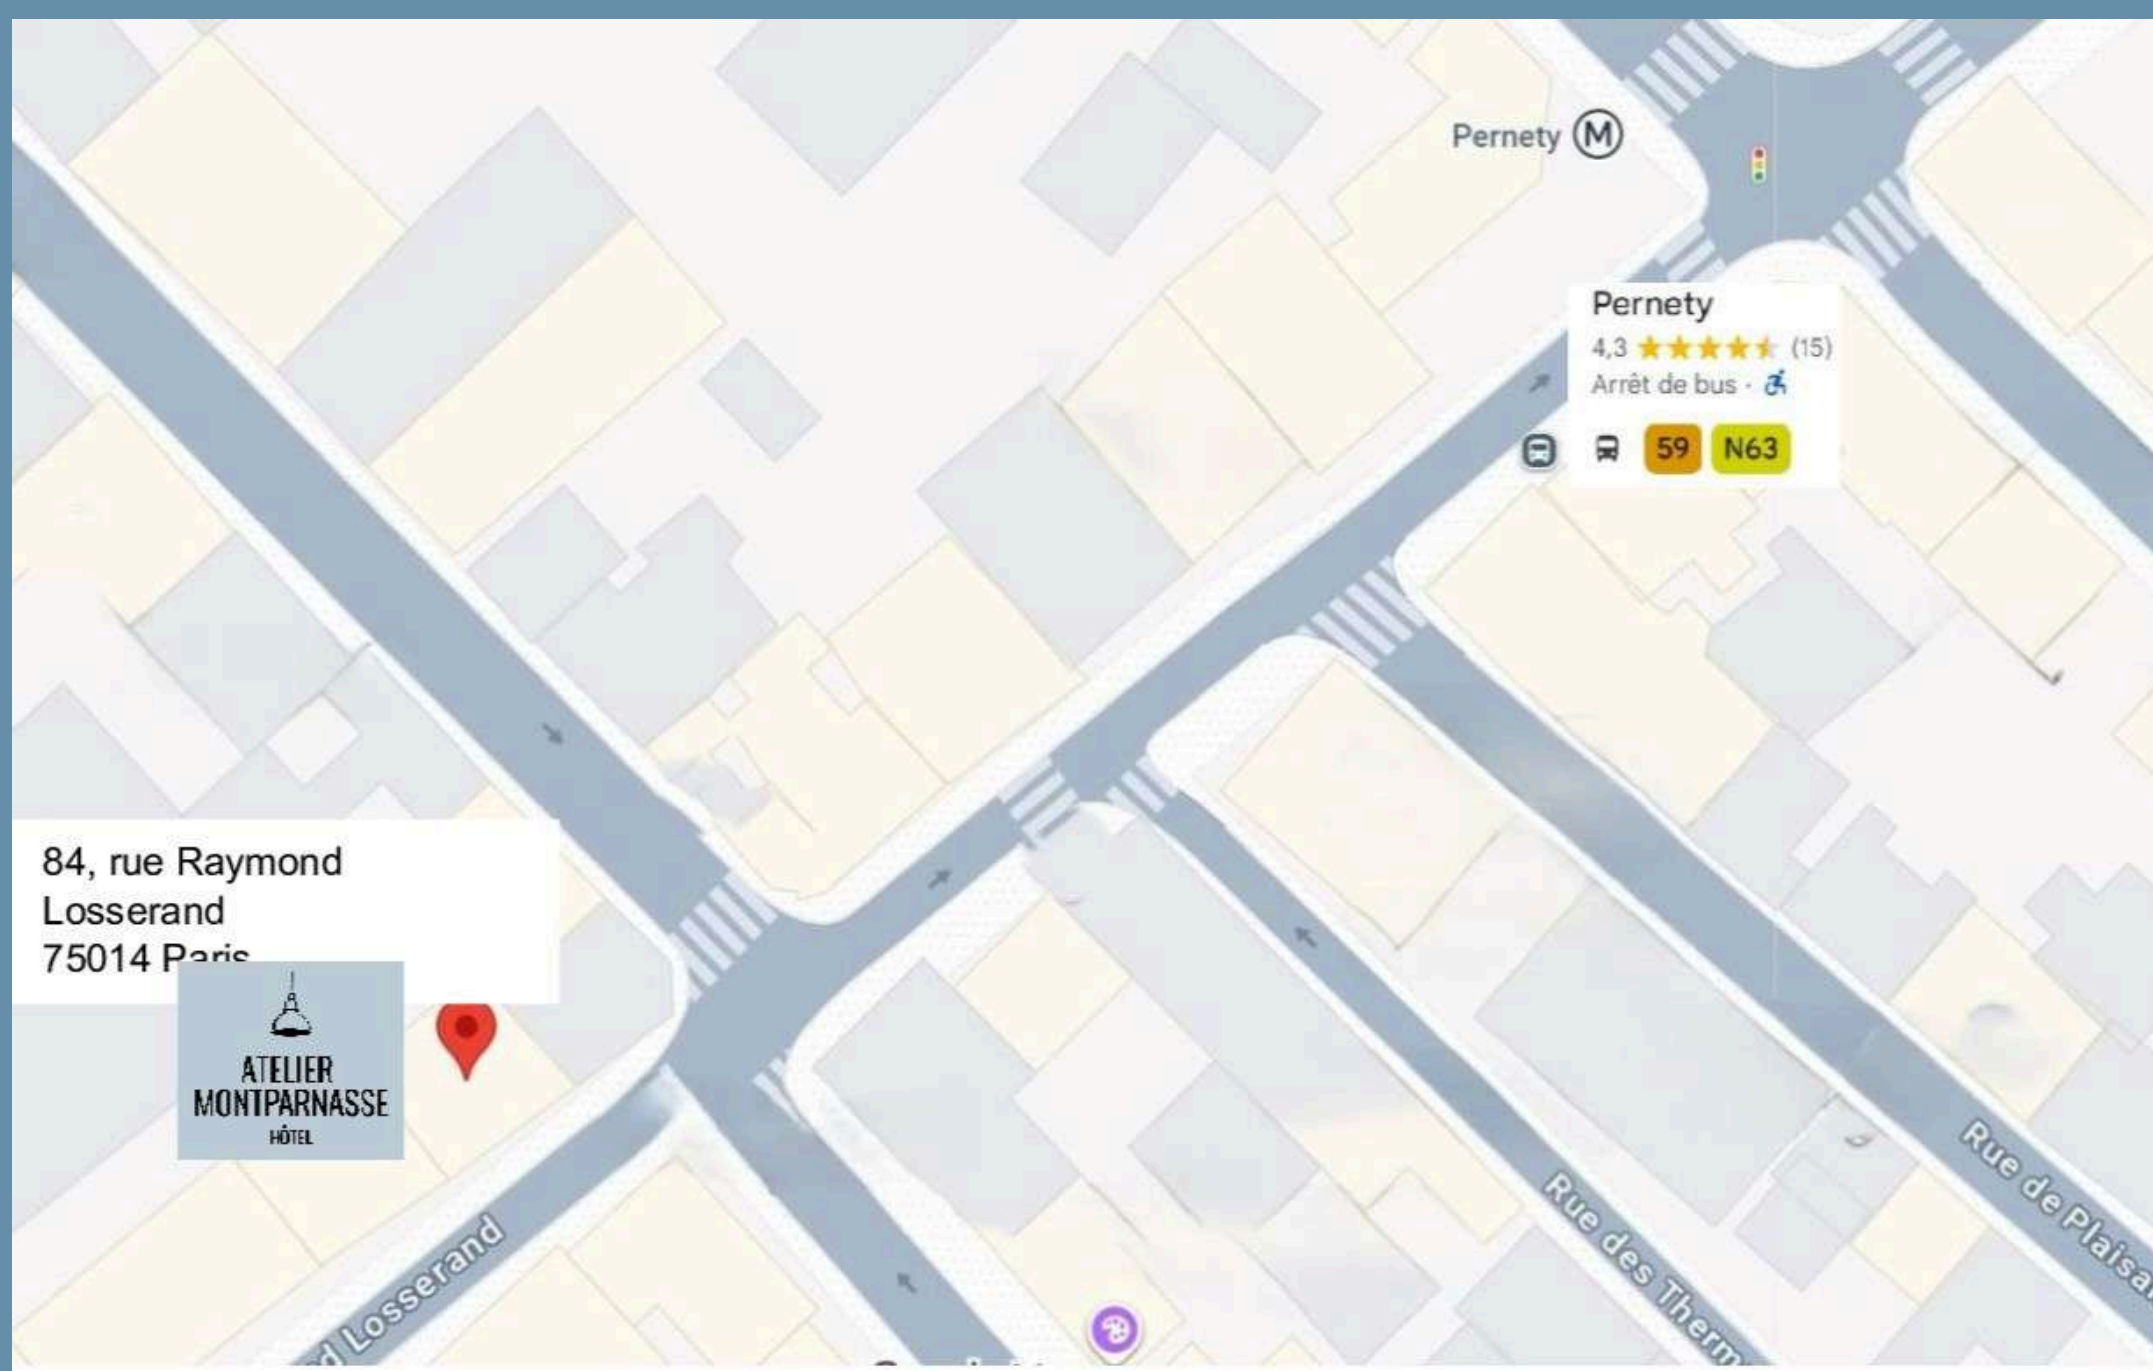 Pernety M
Pernety
4,3 (15)
Arrêt de bus ·
59 N63
84, rue Raymond
Losserand
75014 Paris
ATELIER
MONTPARNASSE
HÔTEL
Losserand
Rue des Therm
Rue de Plaisan